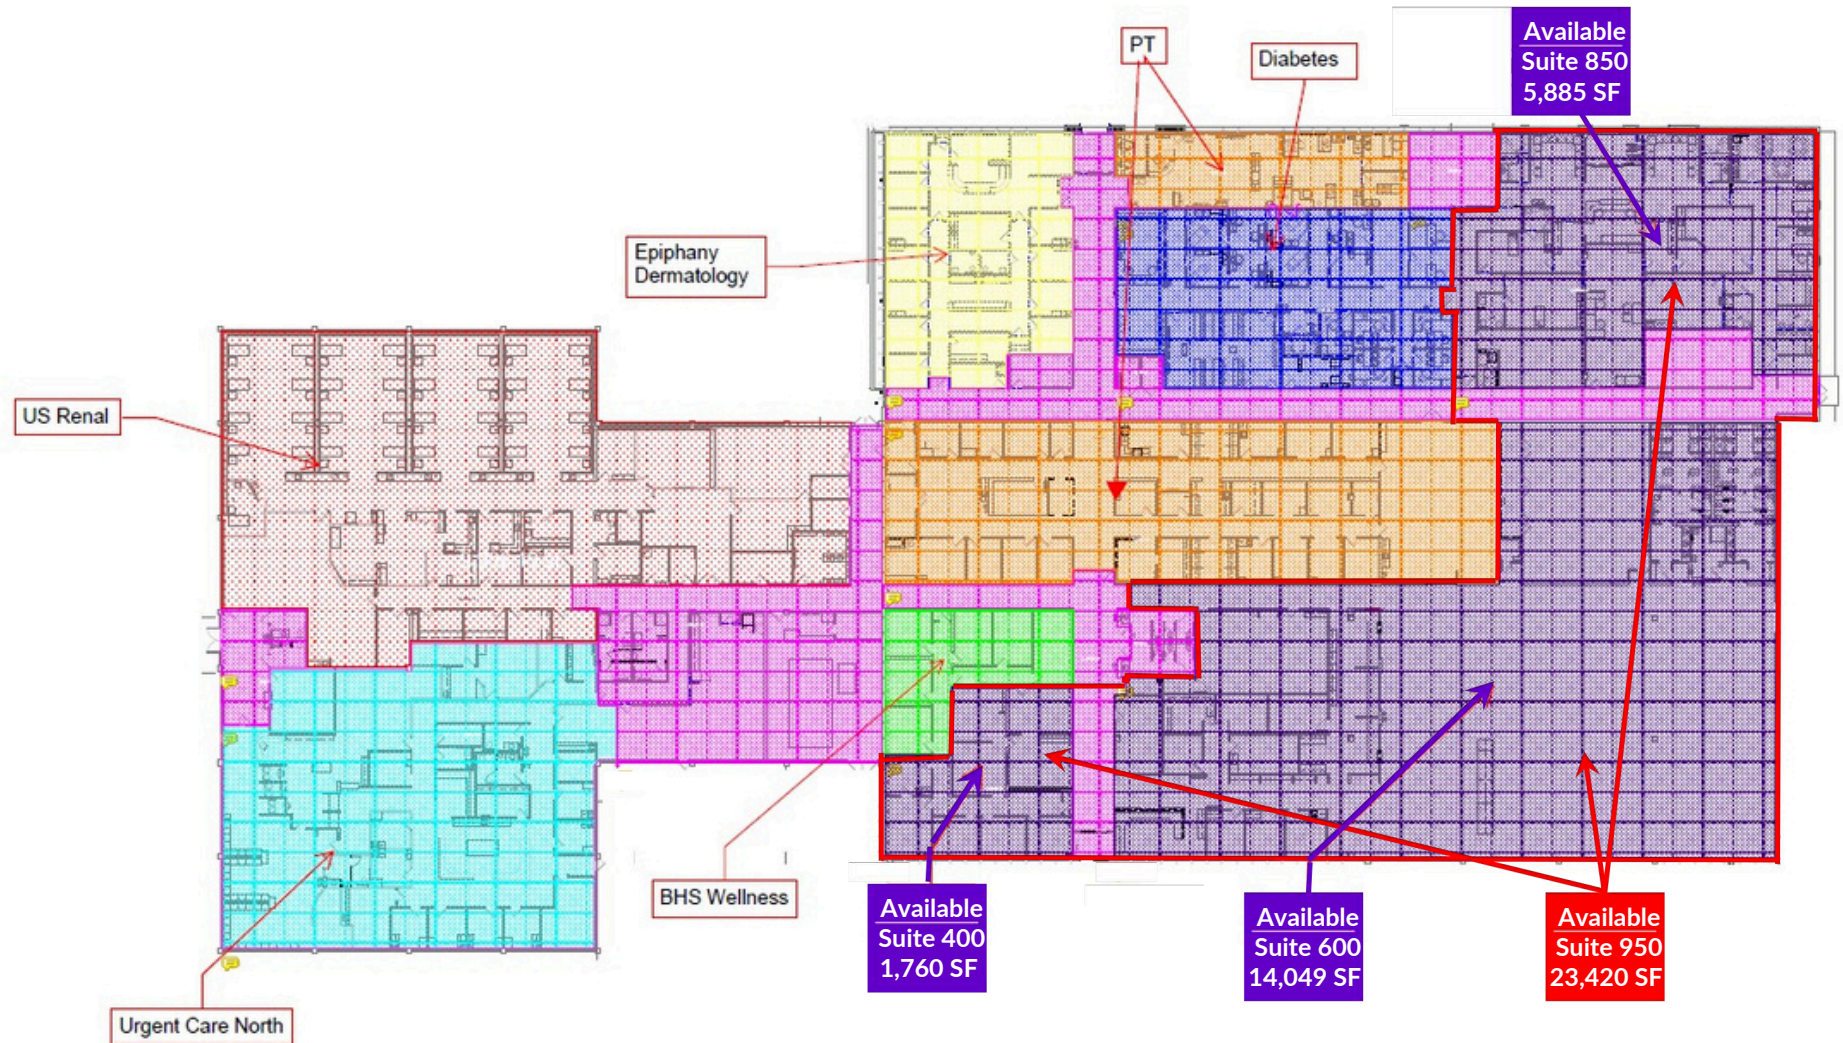 Available
Suite 850
5,885 SF
PT
Diabetes
Epiphany
Dermatology
US Renal
BHS Wellness
Available
Suite 400
1,760 SF
Available
Suite 600
14,049 SF
Available
Suite 950
23,420 SF
Urgent Care North